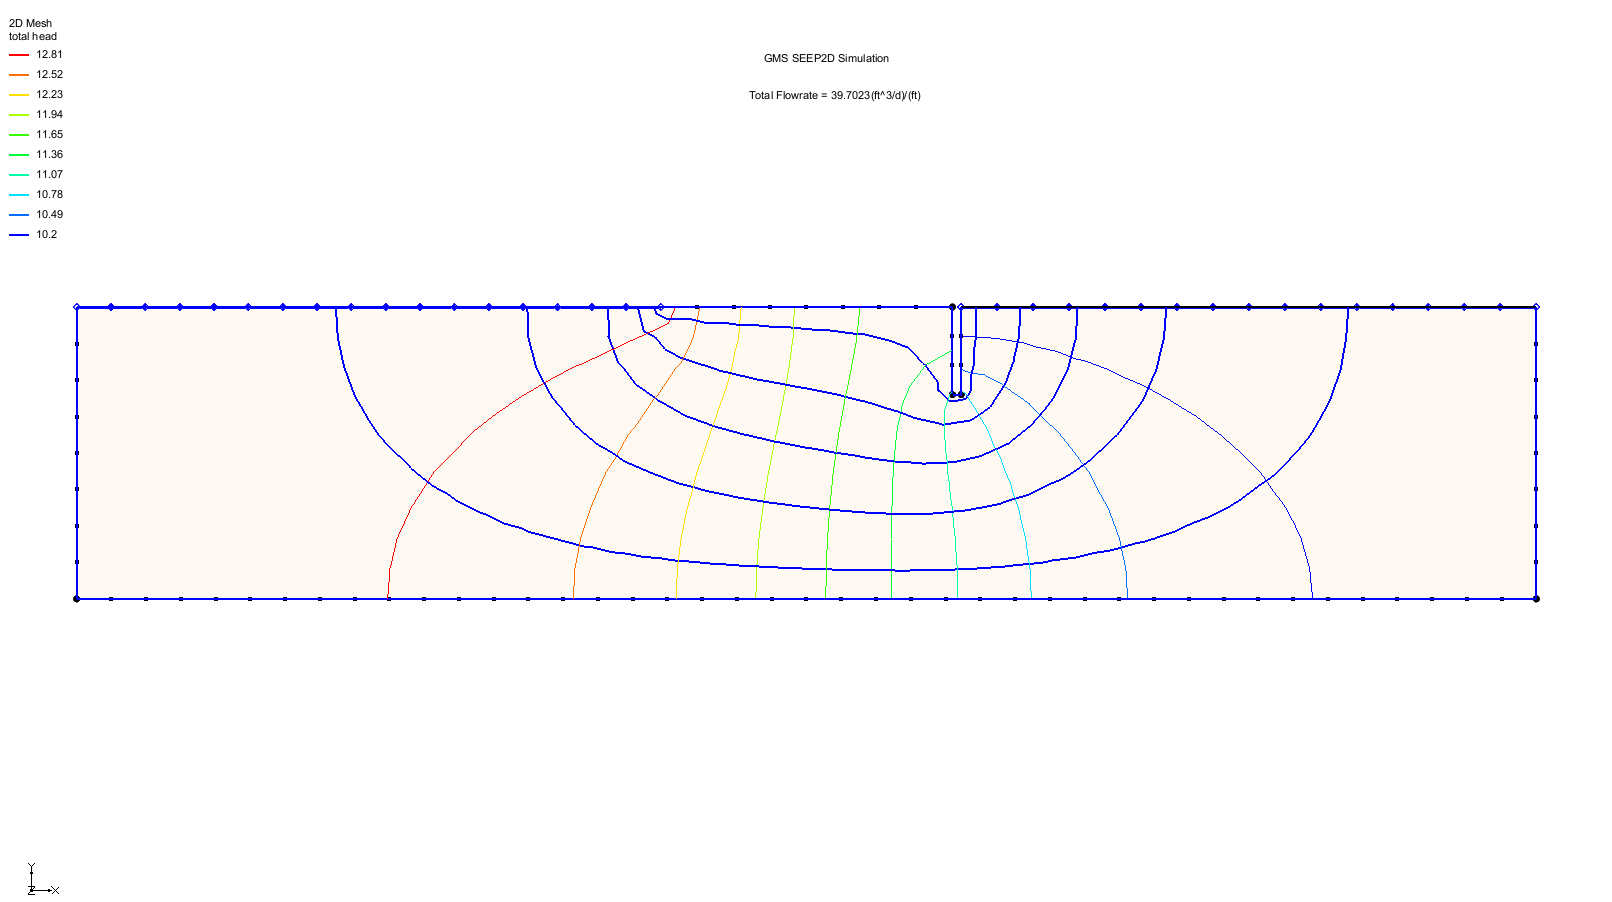 2D Mesh
total head
12.81
12.52
12.23
11.94
11.65
11.36
11.07
10.78
10.49
10.2
GMS SEEP2D Simulation
Total Flowrate = 39.7023(ft^3/d)/(ft)
Y
Z
X